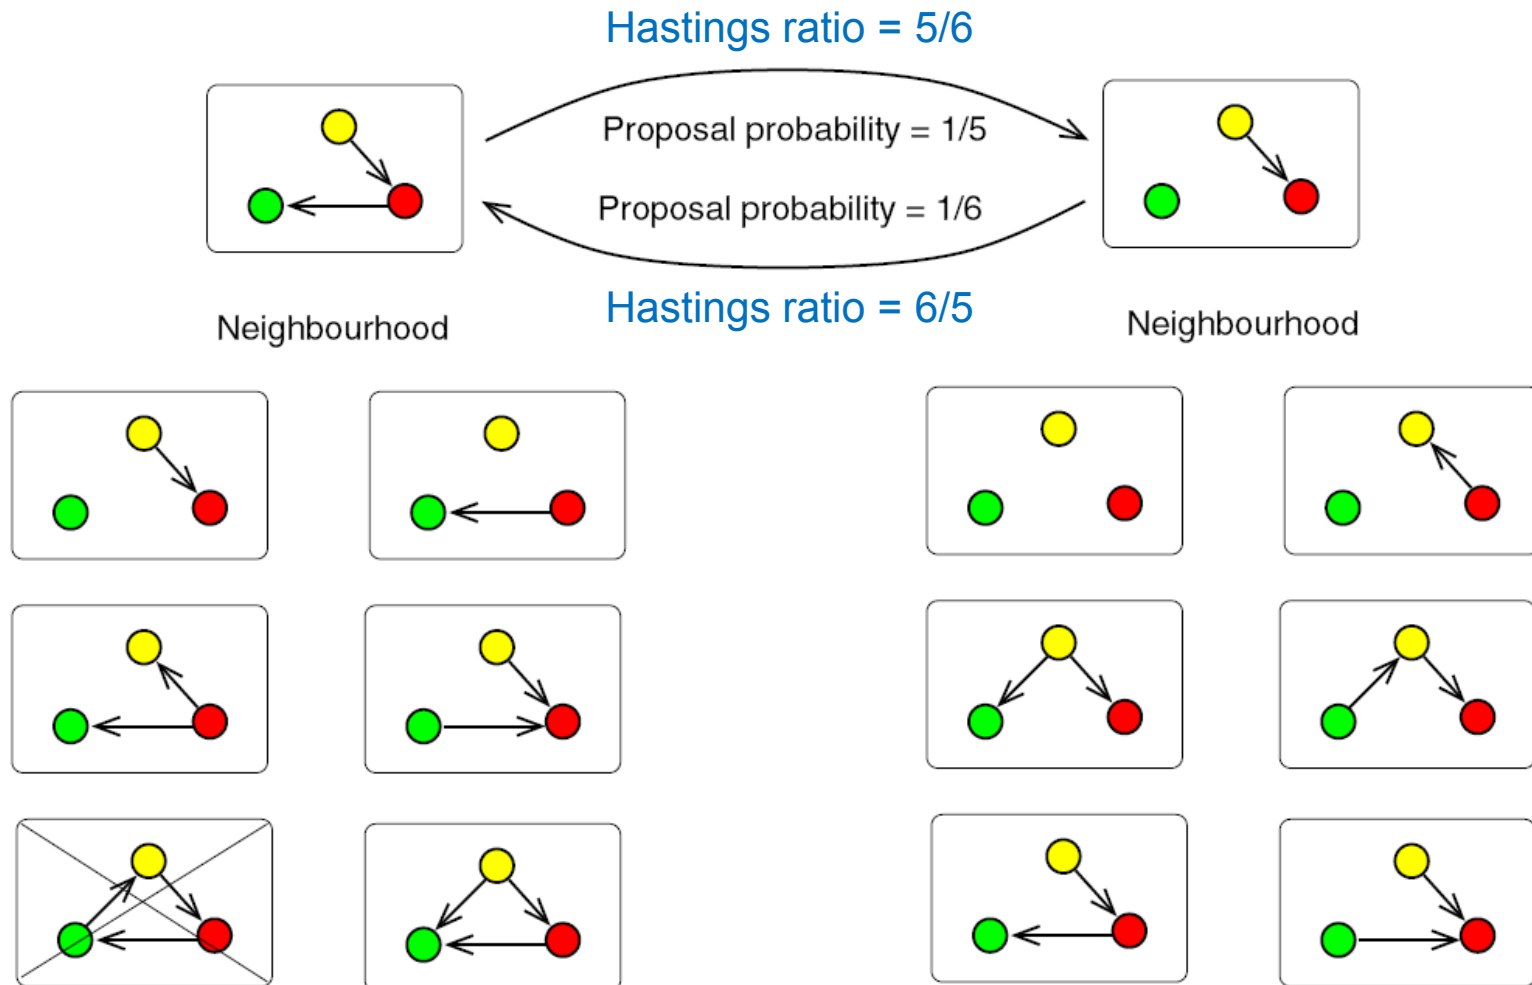 Hastings ratio = 5/6
Proposal probability = 1/5
Proposal probability = 1/6
Hastings ratio = 6/5
Neighbourhood
Neighbourhood